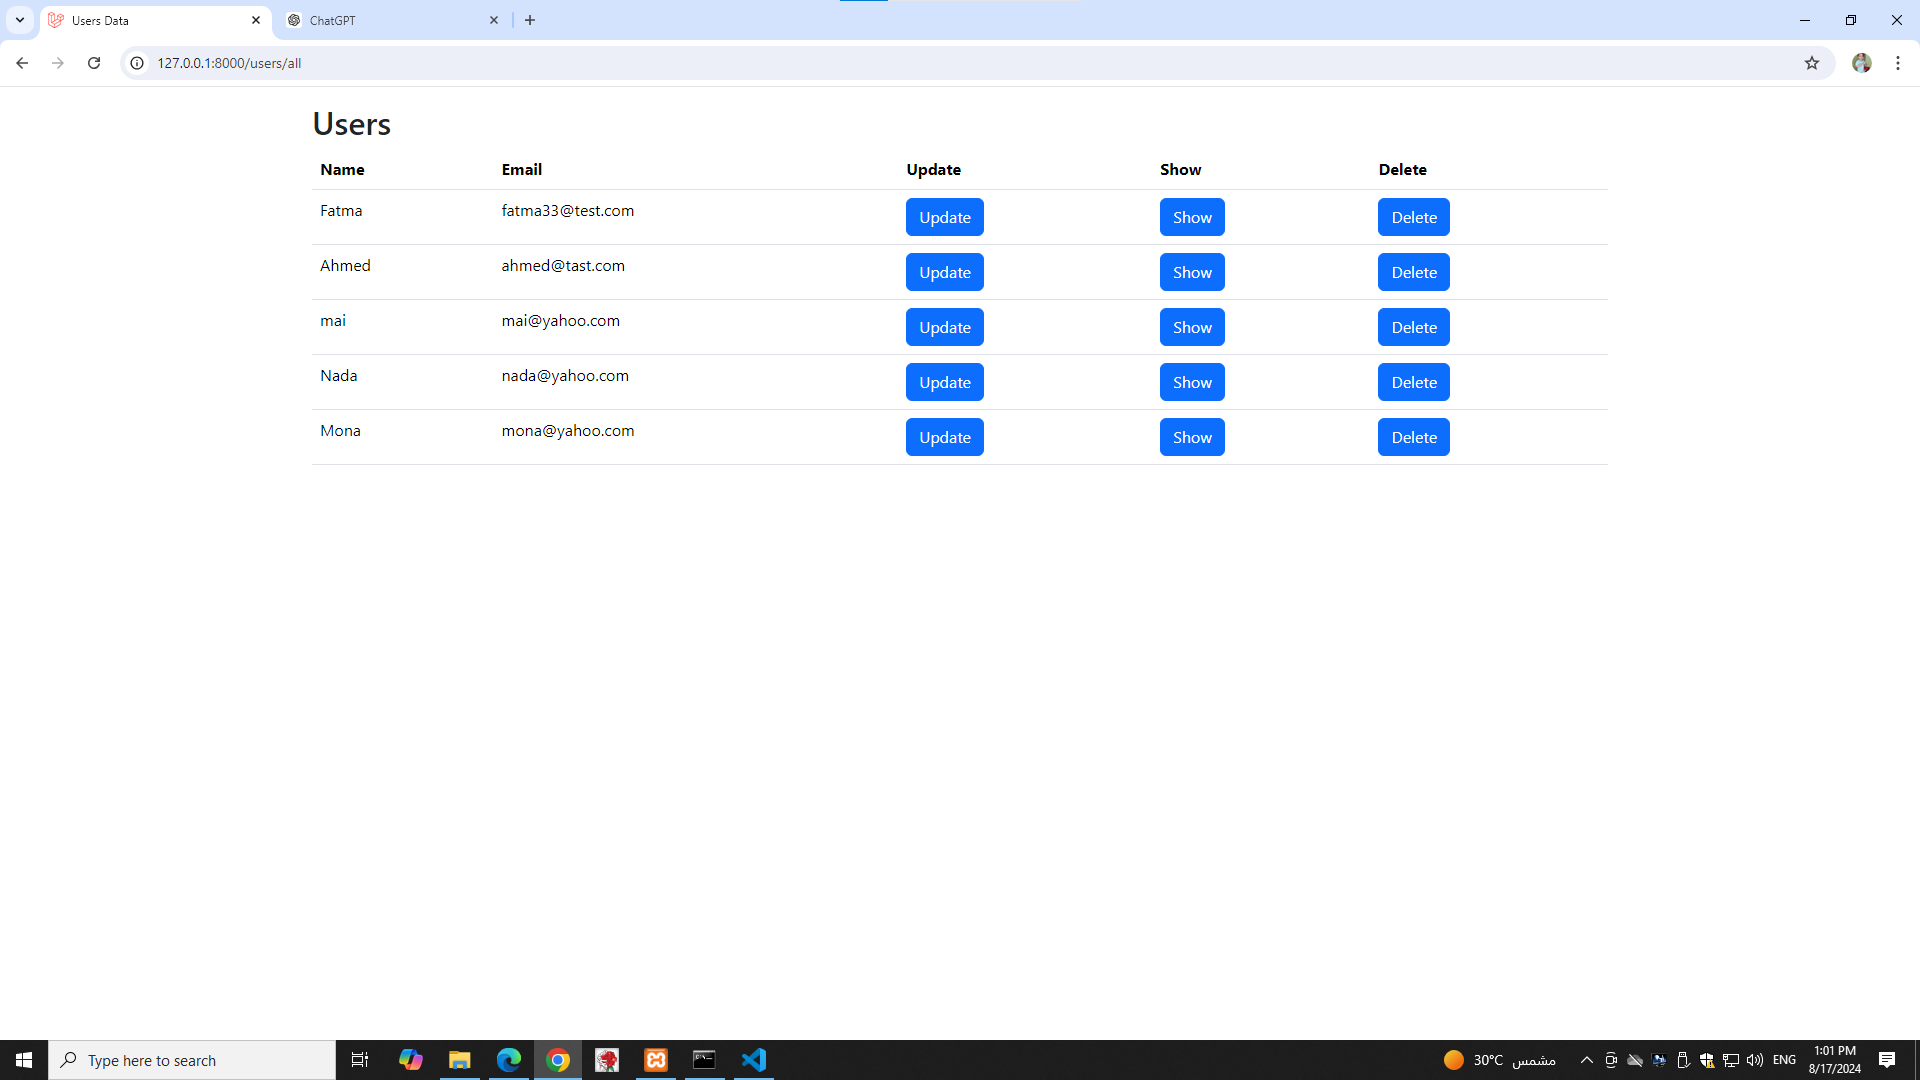 Users Data
ChatGPT
127.0.0.1:8000/users/all
Users
Name Email Update Show Delete
Fatma fatma33@test.com Update Show Delete
Ahmed ahmed@tast.com Update Show Delete
mai mai@yahoo.com Update Show Delete
Nada nada@yahoo.com Update Show Delete
Mona mona@yahoo.com Update Show Delete
Type here to search
30°C مشمس
ENG
1:01 PM
8/17/2024